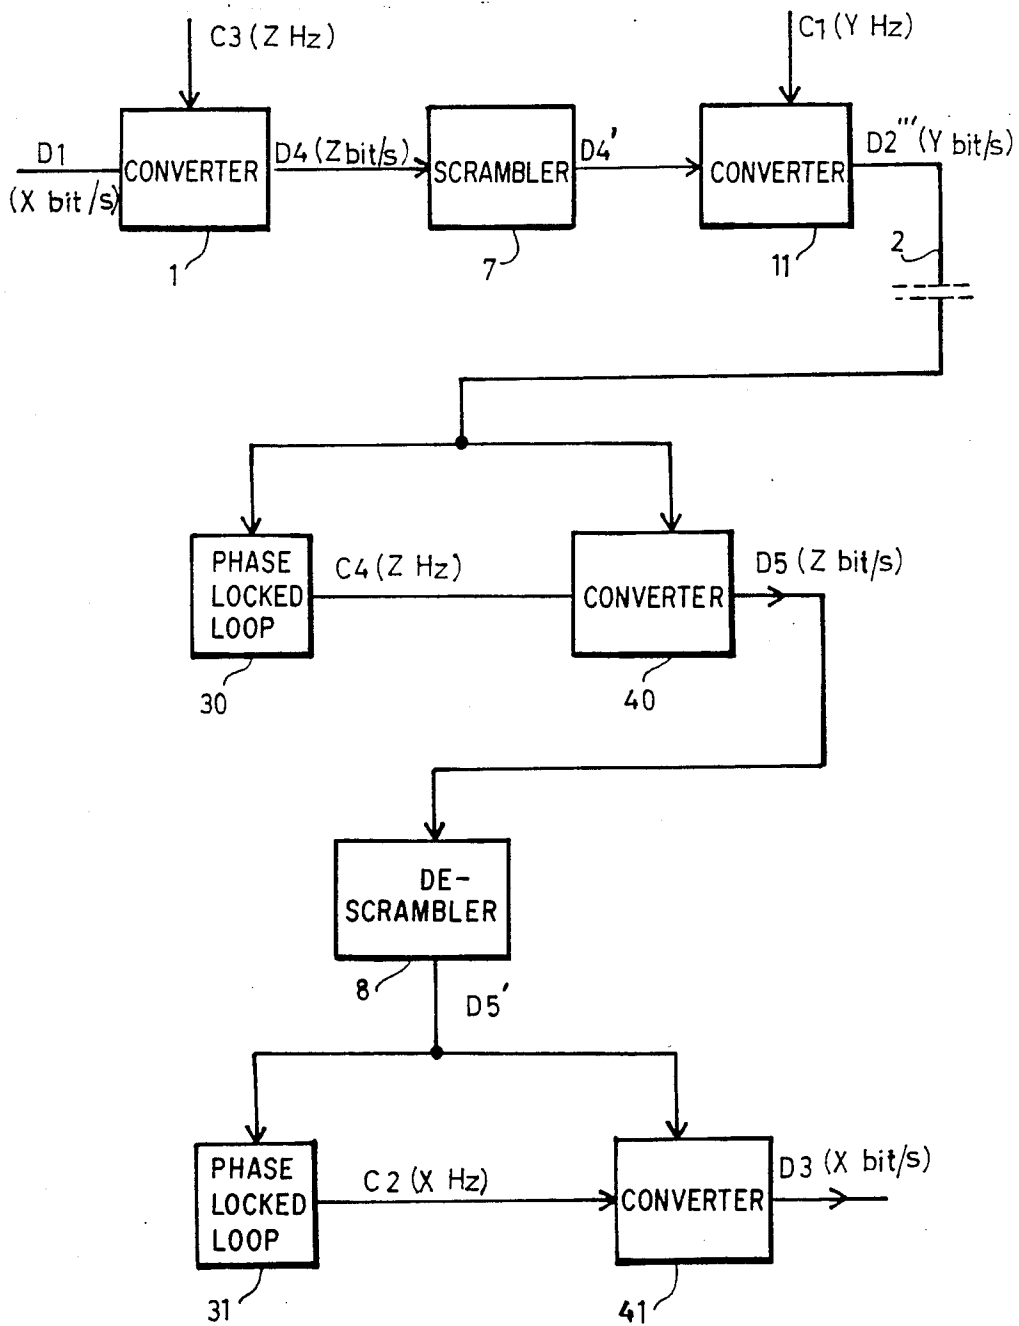 C3 (Z Hz)
C1 (Y Hz)
D1
(X bit/s)
CONVERTER
D4 (Z bit/s)
SCRAMBLER
D4'
CONVERTER
D2''' (Y bit/s)
1
7
11
2
PHASE
LOCKED
LOOP
C4 (Z Hz)
CONVERTER
D5 (Z bit/s)
30
40
DE-
SCRAMBLER
8
D5'
PHASE
LOCKED
LOOP
C2 (X Hz)
CONVERTER
D3 (X bit/s)
31
41